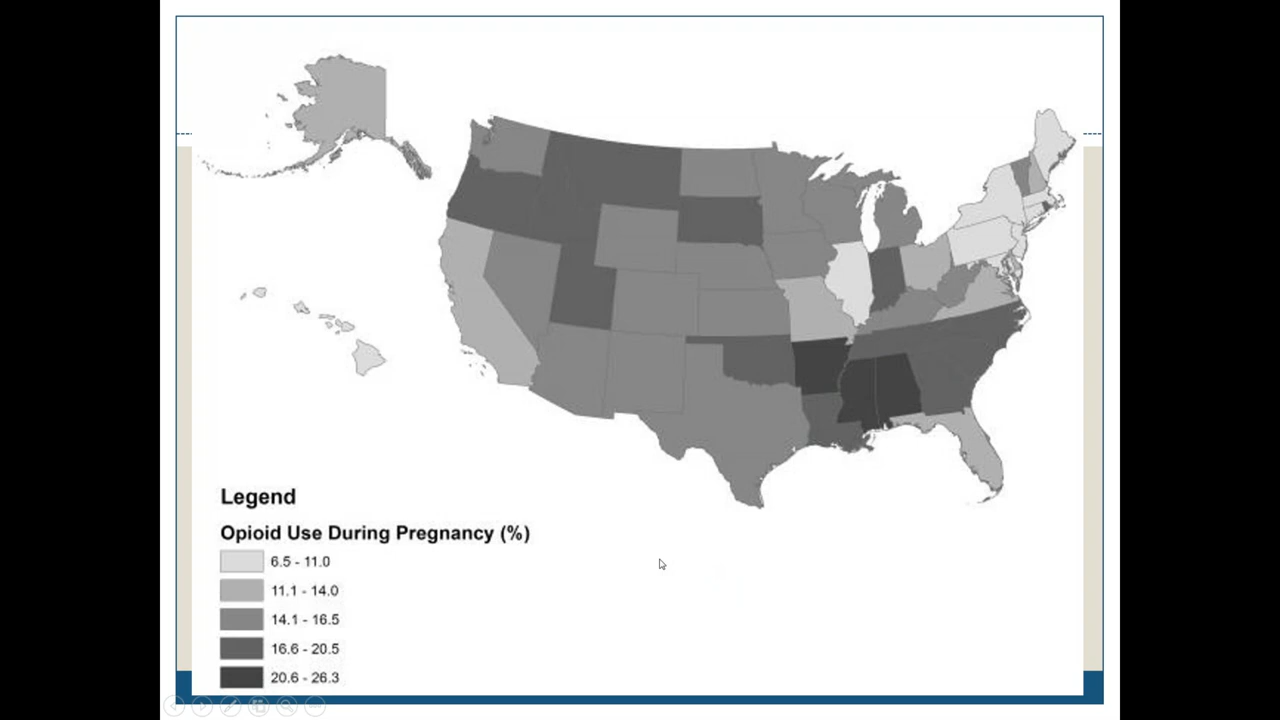 Legend
Opioid Use During Pregnancy (%)
6.5 - 11.0
11.1 - 14.0
14.1 - 16.5
16.6 - 20.5
20.6 - 26.3